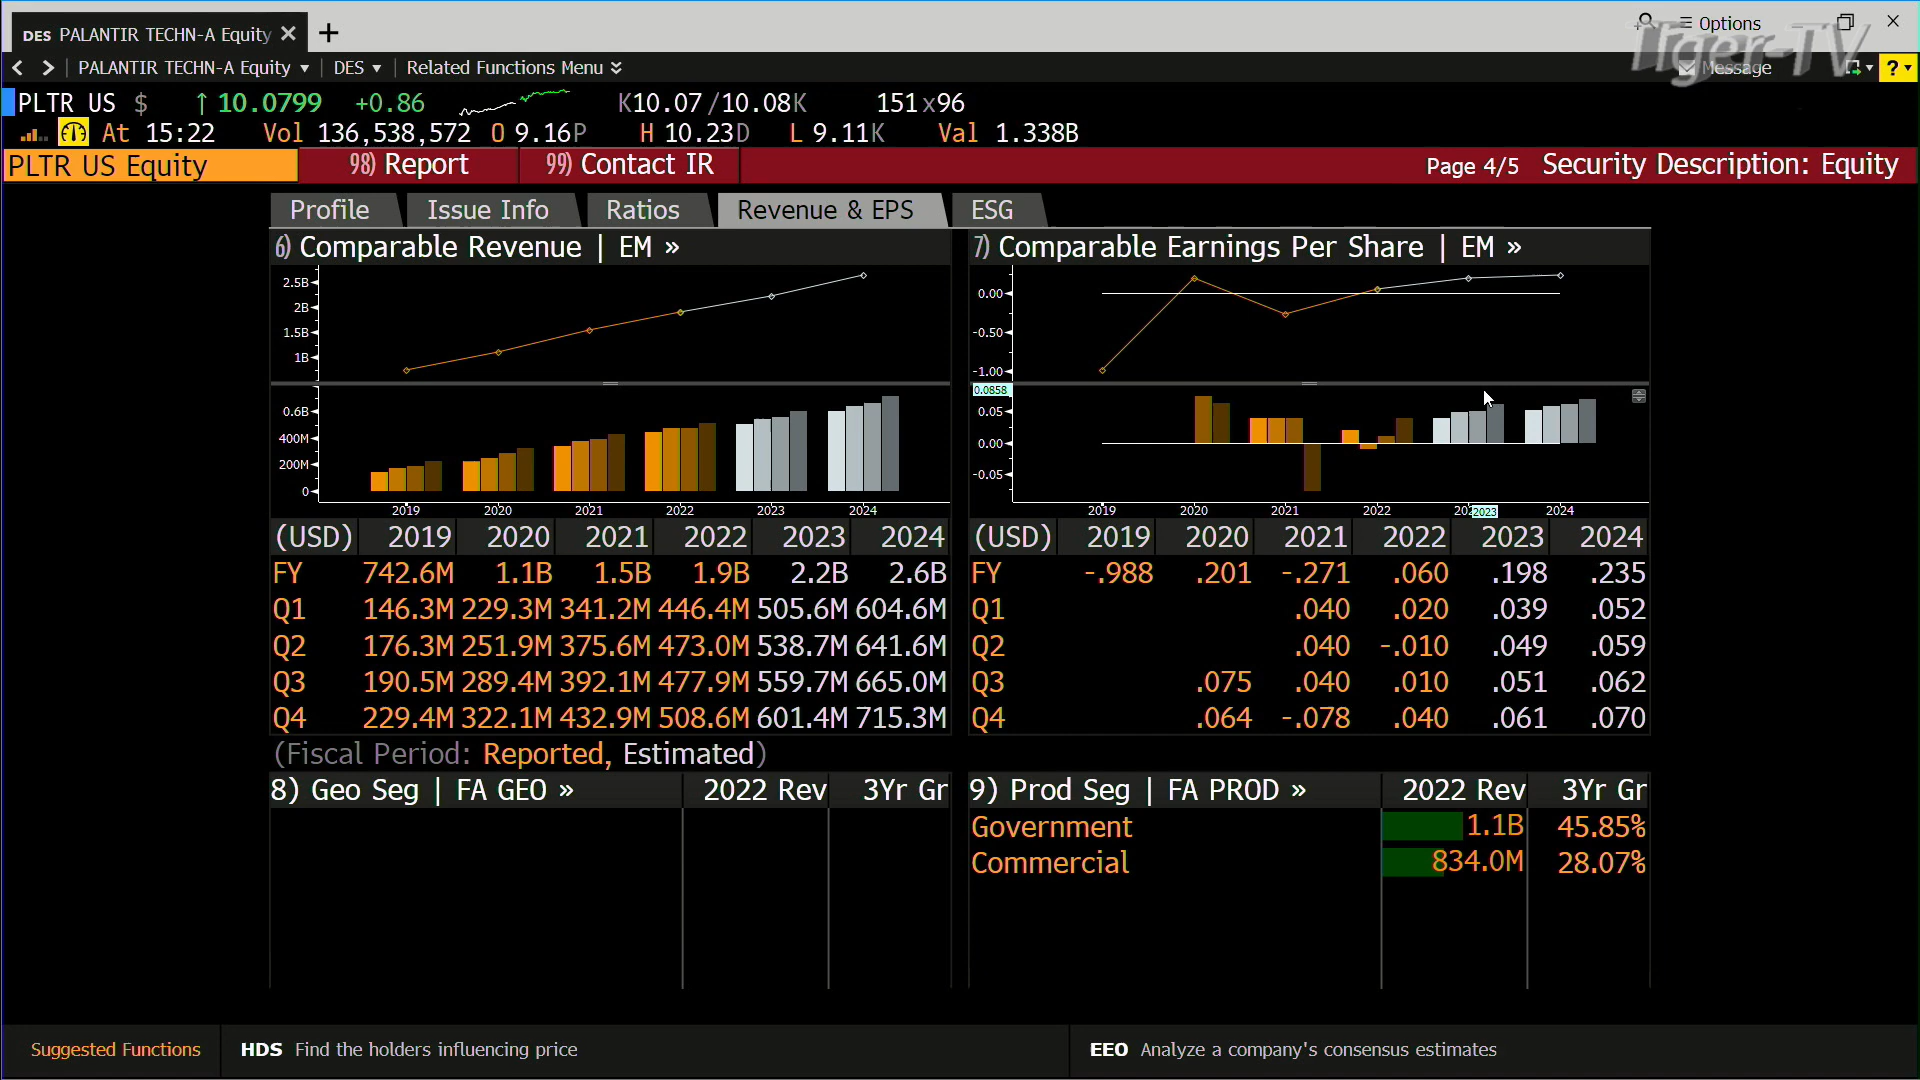 DES PALANTIR TECHN-A Equity
Options
Tiger-TV
PALANTIR TECHN-A Equity DES Related Functions Menu Message ?
PLTR US $ ↑ 10.0799 +0.86 K10.07/10.08K 151x96
At 15:22 Vol 136,538,572 O 9.16P H 10.23D L 9.11K Val 1.338B
PLTR US Equity 98) Report 99) Contact IR Page 4/5 Security Description: Equity
Profile Issue Info Ratios Revenue & EPS ESG
6) Comparable Revenue | EM »
2.5B
2B
1.5B
1B
0.6B
400M
200M
0
2019 2020 2021 2022 2023 2024
(USD) 2019 2020 2021 2022 2023 2024
FY 742.6M 1.1B 1.5B 1.9B 2.2B 2.6B
Q1 146.3M 229.3M 341.2M 446.4M 505.6M 604.6M
Q2 176.3M 251.9M 375.6M 473.0M 538.7M 641.6M
Q3 190.5M 289.4M 392.1M 477.9M 559.7M 665.0M
Q4 229.4M 322.1M 432.9M 508.6M 601.4M 715.3M
(Fiscal Period: Reported, Estimated)
7) Comparable Earnings Per Share | EM »
0.00
-0.50
-1.00
0.0858
0.05
0.00
-0.05
2019 2020 2021 2022 2023 2024
(USD) 2019 2020 2021 2022 2023 2024
FY -.988 .201 -.271 .060 .198 .235
Q1 .040 .020 .039 .052
Q2 .040 -.010 .049 .059
Q3 .075 .040 .010 .051 .062
Q4 .064 -.078 .040 .061 .070
8) Geo Seg | FA GEO » 2022 Rev 3Yr Gr
9) Prod Seg | FA PROD » 2022 Rev 3Yr Gr
Government 1.1B 45.85%
Commercial 834.0M 28.07%
Suggested Functions HDS Find the holders influencing price EEO Analyze a company's consensus estimates